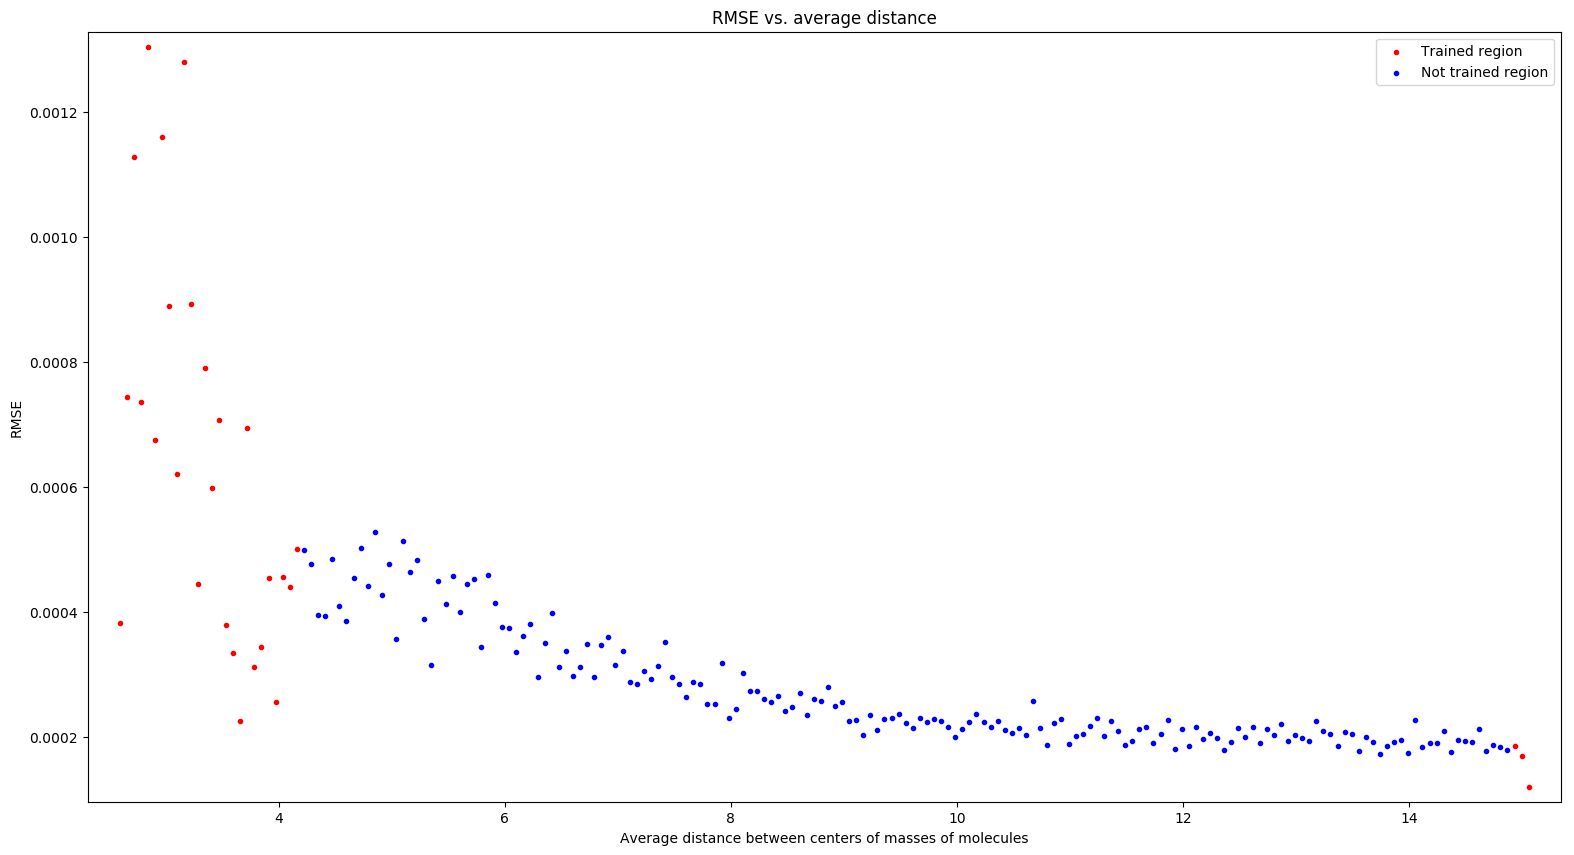 RMSE vs. average distance
Trained region
Not trained region
0.0012
0.0010
0.0008
0.0006
0.0004
0.0002
RMSE
4 6 8 10 12 14
Average distance between centers of masses of molecules